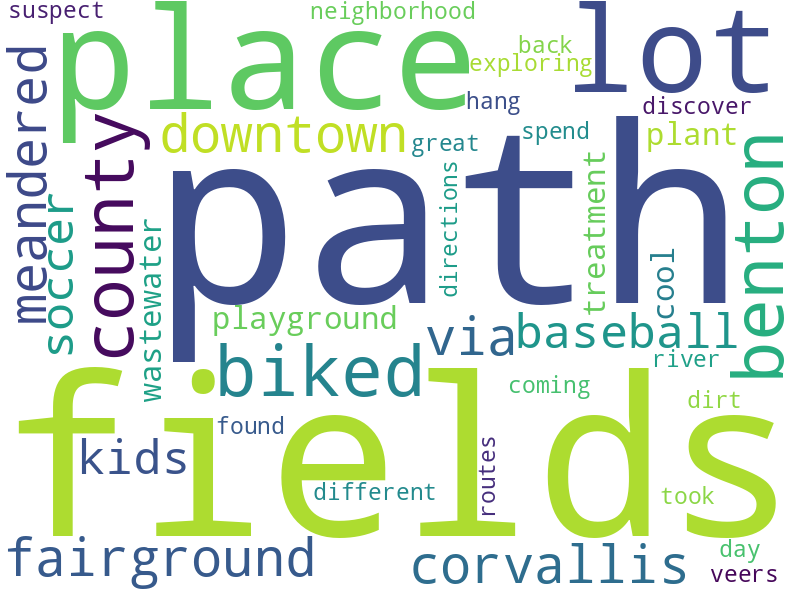 suspect
neighborhood
place
lot
back
exploring
meandered
hang
discover
county
downtown
great
spend
plant
path
benton
soccer
directions
treatment
wastewater
cool
playground
via
baseball
biked
river
fields
coming
dirt
found
kids
routes
different
took
fairground
corvallis
day
veers